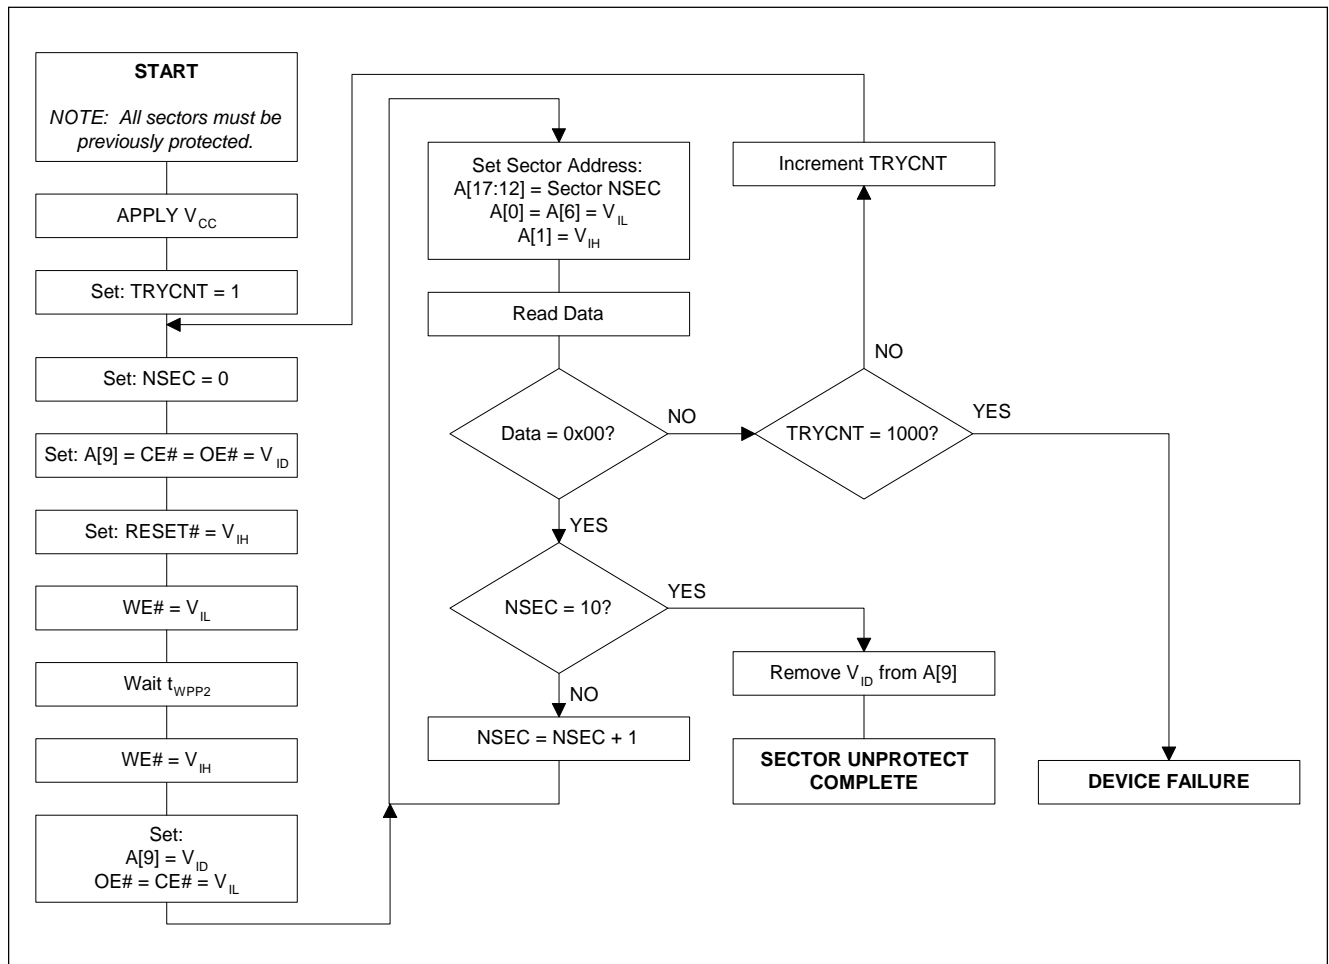 START
NOTE: All sectors must be
previously protected.
APPLY VCC
Set: TRYCNT = 1
Set: NSEC = 0
Set: A[9] = CE# = OE# = VID
Set: RESET# = VIH
WE# = VIL
Wait tWPP2
WE# = VIH
Set:
A[9] = VID
OE# = CE# = VIL
Set Sector Address:
A[17:12] = Sector NSEC
A[0] = A[6] = VIL
A[1] = VIH
Read Data
Data = 0x00?
NO
YES
NSEC = 10?
YES
NO
NSEC = NSEC + 1
Increment TRYCNT
NO
TRYCNT = 1000?
YES
Remove VID from A[9]
SECTOR UNPROTECT
COMPLETE
DEVICE FAILURE